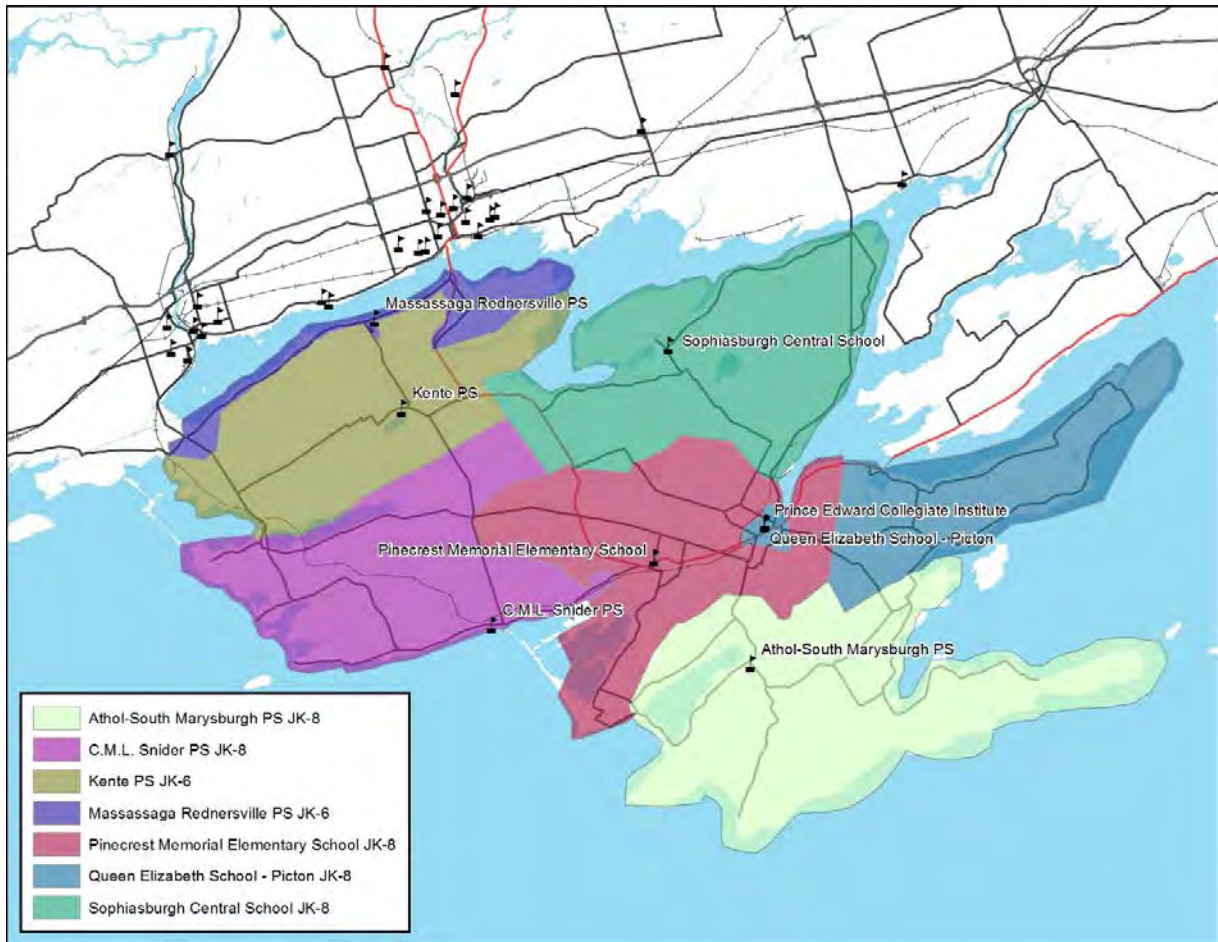 Massassaga Rednersville PS
Sophiasburgh Central School
Kente PS
Prince Edward Collegiate Institute
Queen Elizabeth School - Picton
Pinecrest Memorial Elementary School
C.M.L. Snider PS
Athol-South Marysburgh PS
Athol-South Marysburgh PS JK-8
C.M.L. Snider PS JK-8
Kente PS JK-6
Massassaga Rednersville PS JK-6
Pinecrest Memorial Elementary School JK-8
Queen Elizabeth School - Picton JK-8
Sophiasburgh Central School JK-8